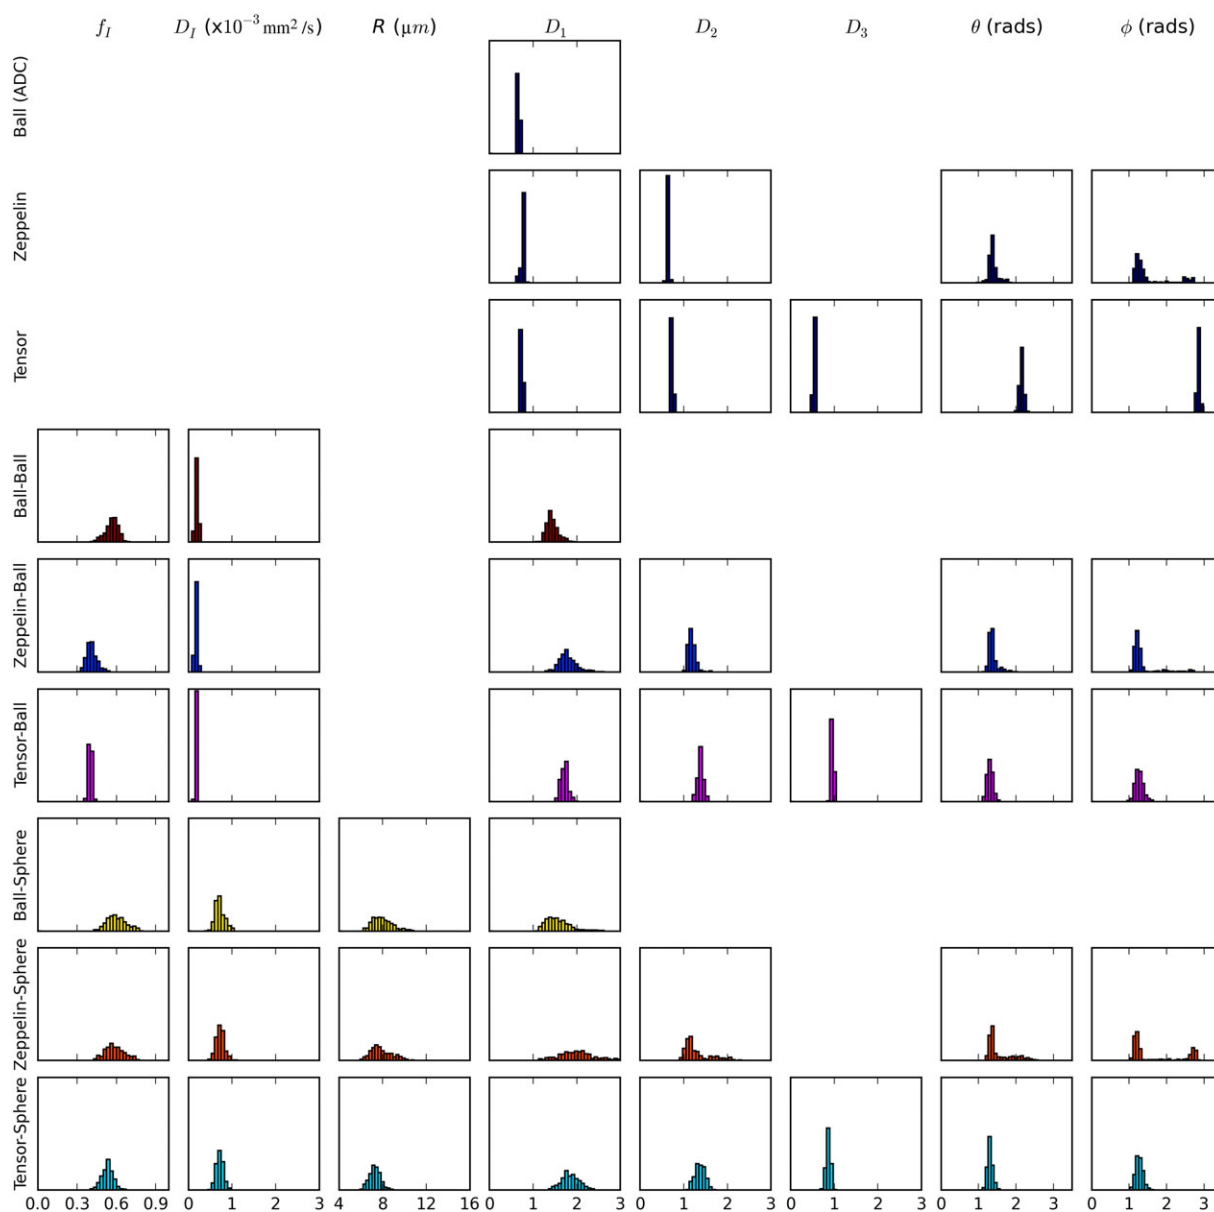 f_I D_I (x10⁻³ mm²/s) R (μm) D₁ D₂ D₃ θ (rads) ϕ (rads)
Ball (ADC)
Zeppelin
Tensor
Ball-Ball
Zeppelin-Ball
Tensor-Ball
Ball-Sphere
Zeppelin-Sphere
Tensor-Sphere
0.0 0.3 0.6 0.9 0 1 2 3 4 8 12 16 0 1 2 3 0 1 2 3 0 1 2 3 0 1 2 3 0 1 2 3